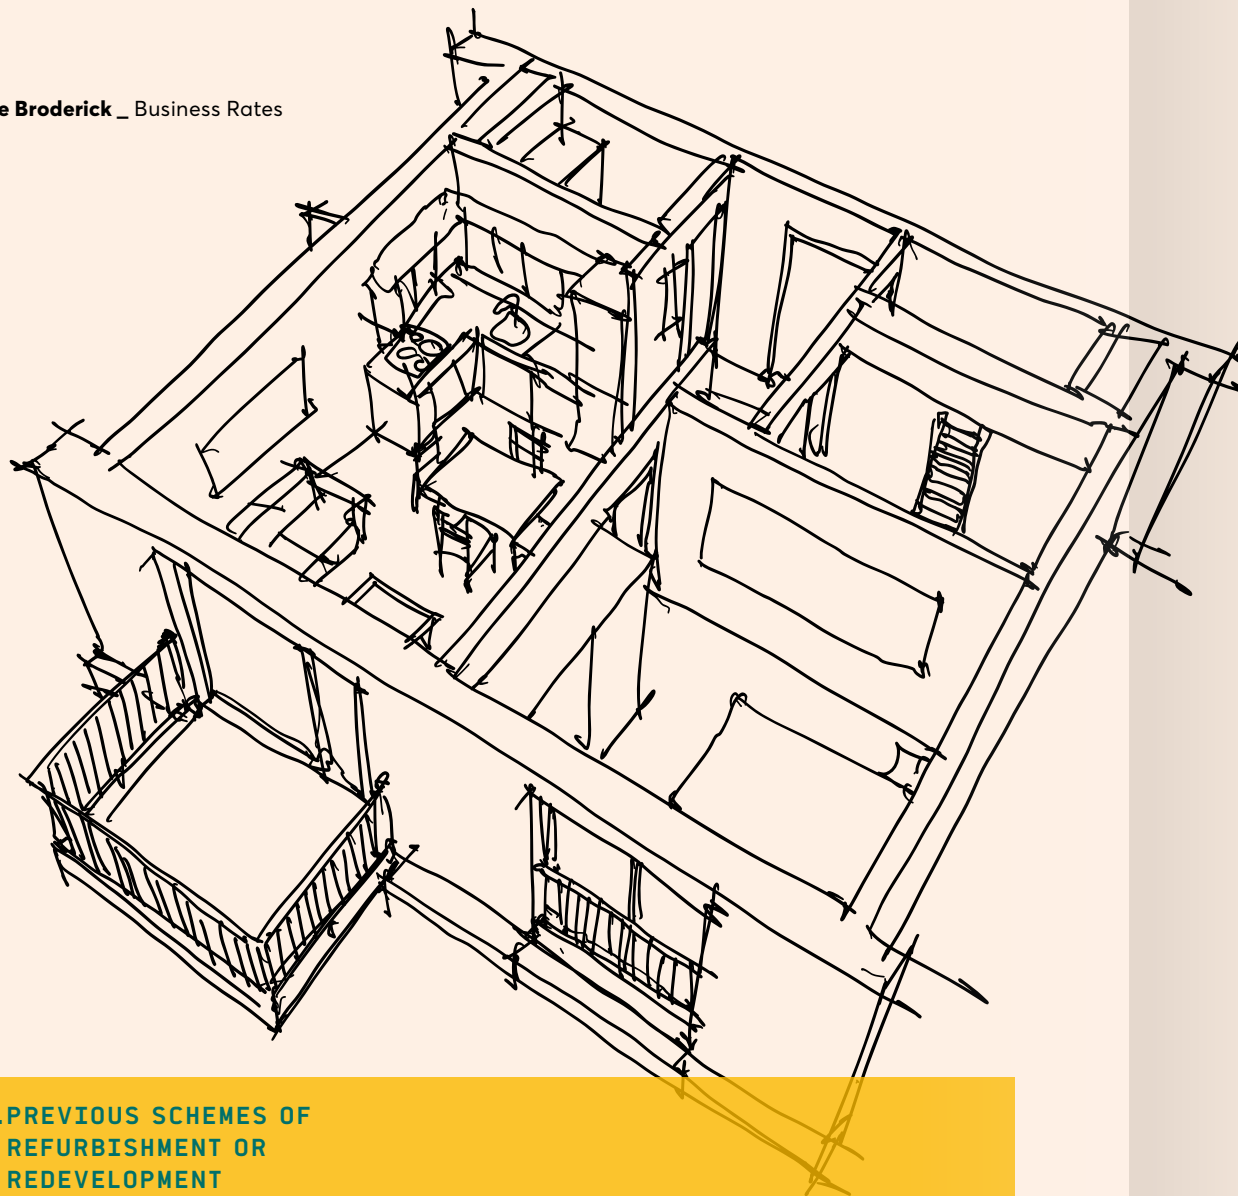 e Broderick _ Business Rates
.PREVIOUS SCHEMES OF
REFURBISHMENT OR
REDEVELOPMENT